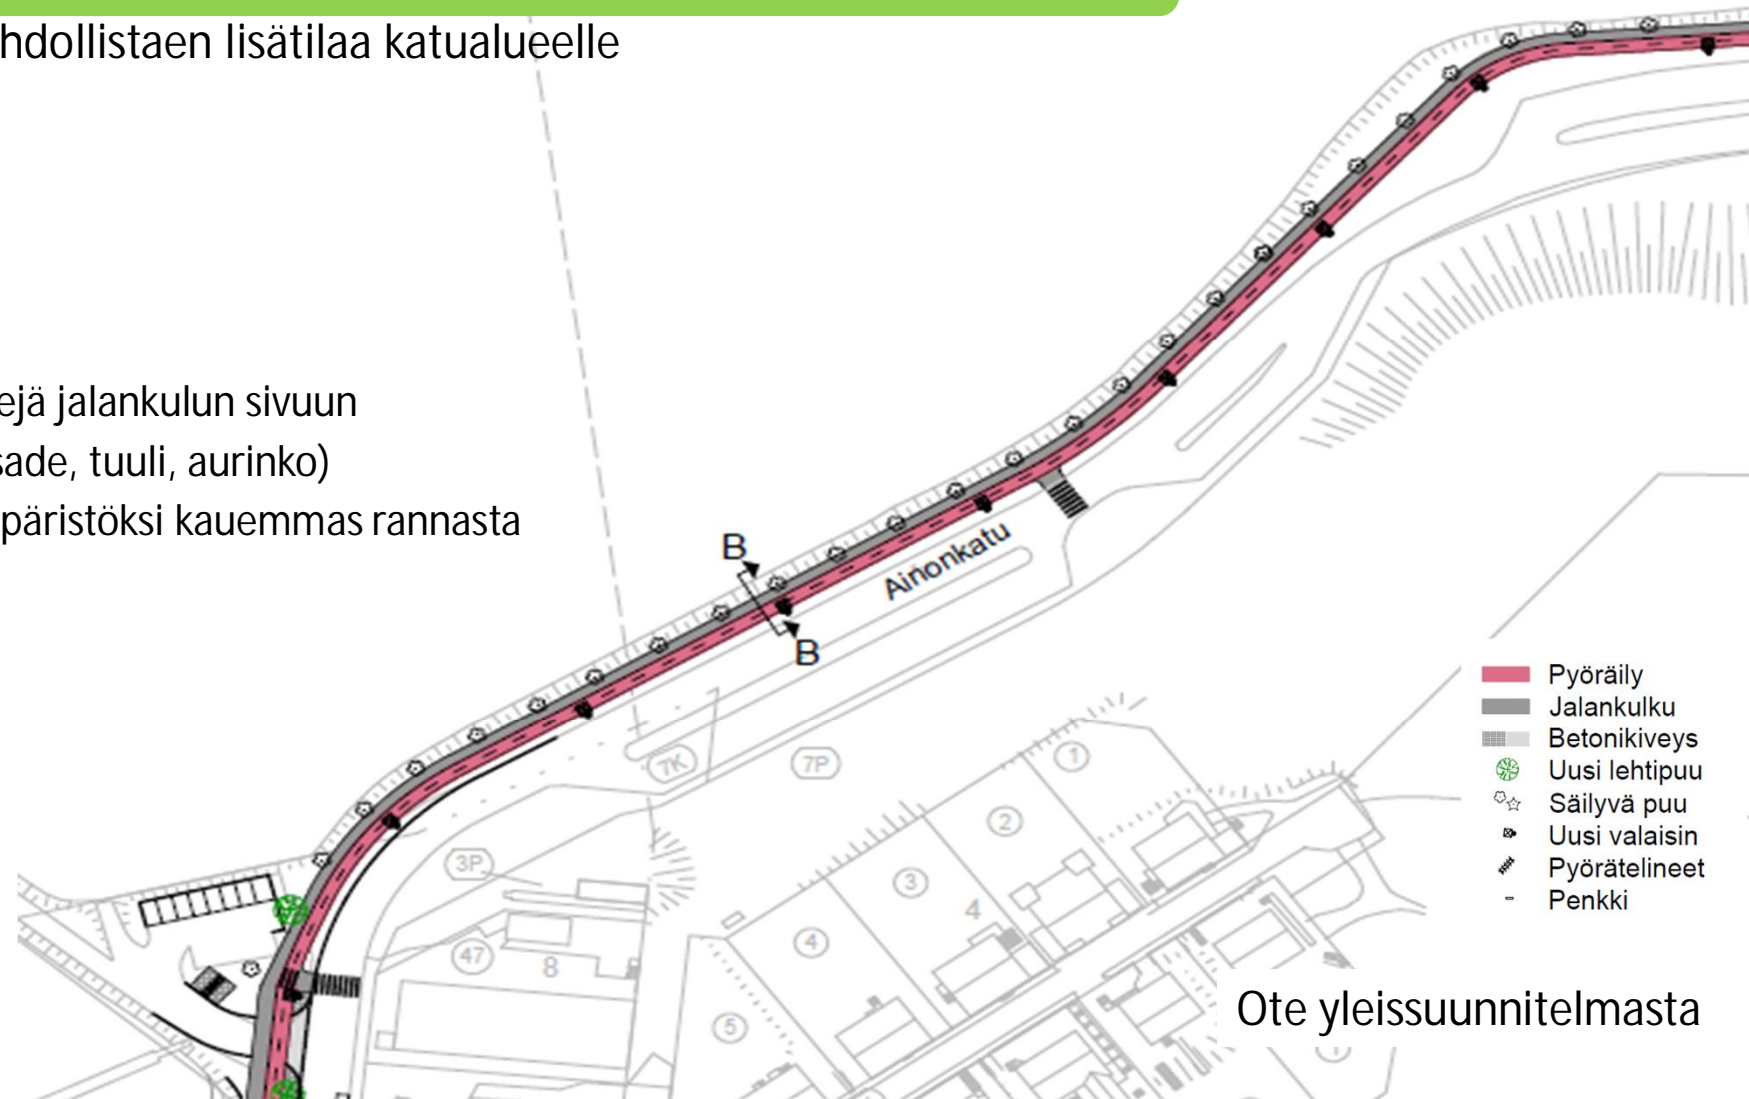 hdollistaen lisätilaa katualueelle
ejä jalankulun sivuun
sade, tuuli, aurinko)
päristöksi kauemmas rannasta
B
Ainonkatu
B
Pyöräily
Jalankulku
Betonikiveys
Uusi lehtipuu
Säilyvä puu
Uusi valaisin
Pyörätelineet
Penkki
7K
7P
1
2
3P
3
4
4
47
8
5
Ote yleissuunnitelmasta